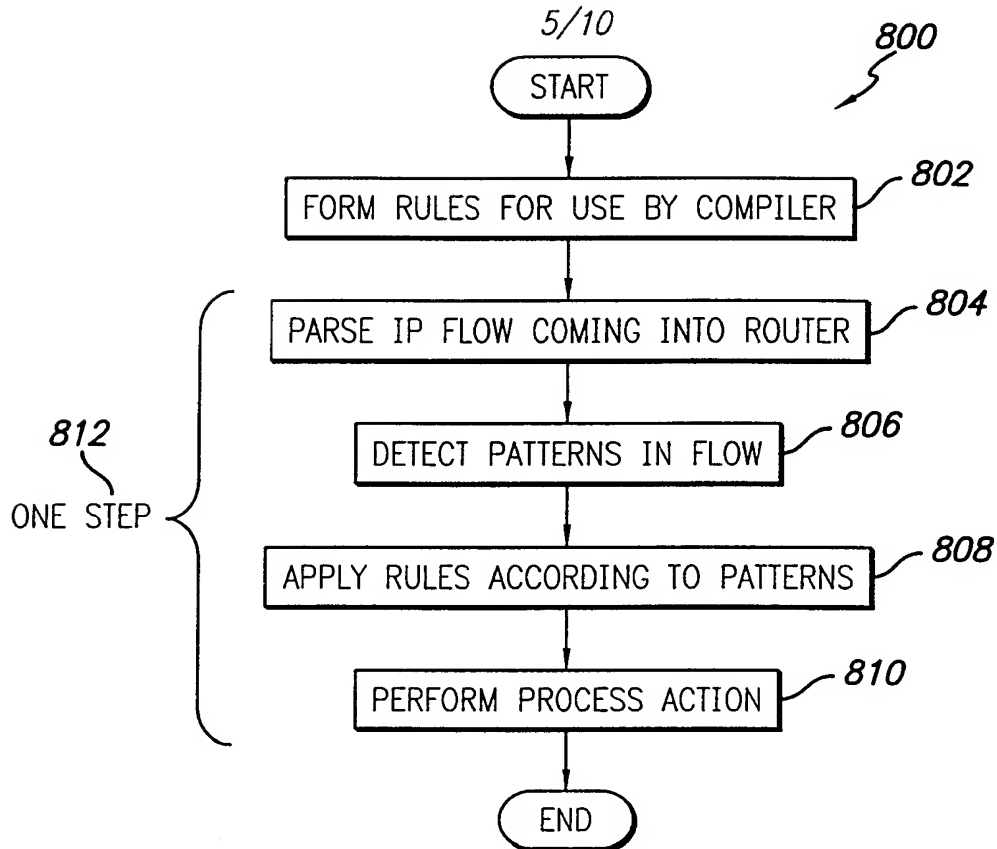 5/10
800
START
802
FORM RULES FOR USE BY COMPILER
804
PARSE IP FLOW COMING INTO ROUTER
806
DETECT PATTERNS IN FLOW
812
ONE STEP
808
APPLY RULES ACCORDING TO PATTERNS
810
PERFORM PROCESS ACTION
END